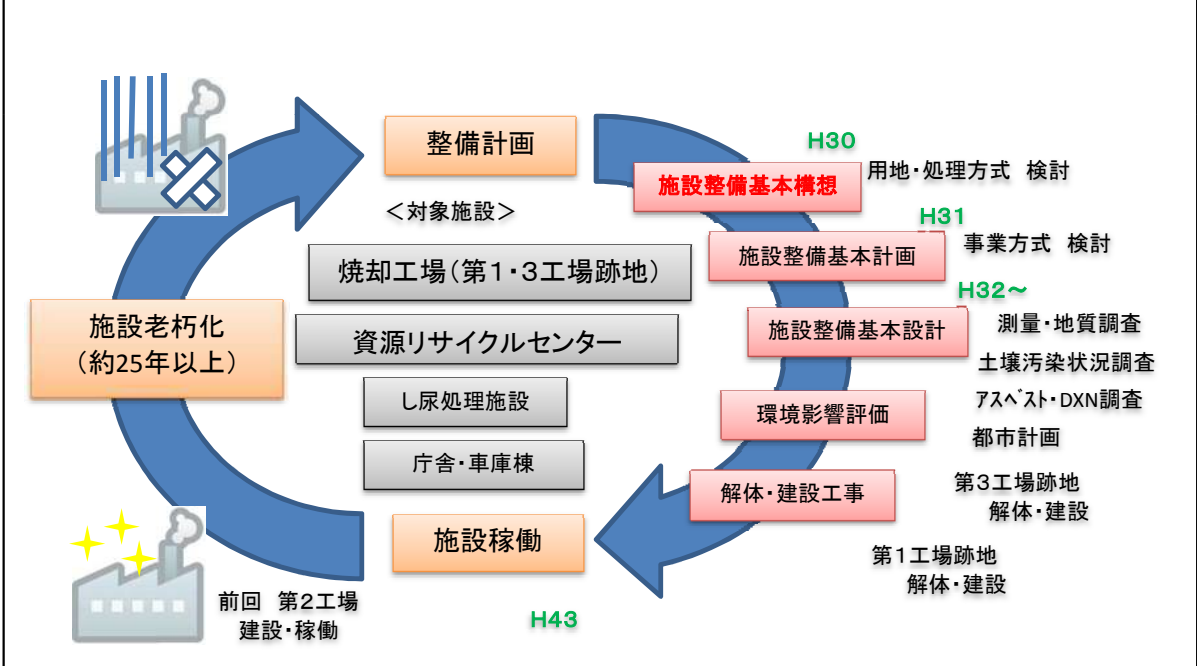 整備計画
＜対象施設＞
焼却工場（第１・３工場跡地）
資源リサイクルセンター
し尿処理施設
庁舎・車庫棟
施設稼働
H43
施設老朽化
（約25年以上）
前回　第２工場
建設・稼働
H30
施設整備基本構想
用地・処理方式　検討
H31
施設整備基本計画
事業方式　検討
H32～
施設整備基本設計
測量・地質調査
土壌汚染状況調査
ｱｽﾍﾞｽﾄ・DXN調査
環境影響評価
都市計画
解体・建設工事
第３工場跡地
解体・建設
第１工場跡地
解体・建設